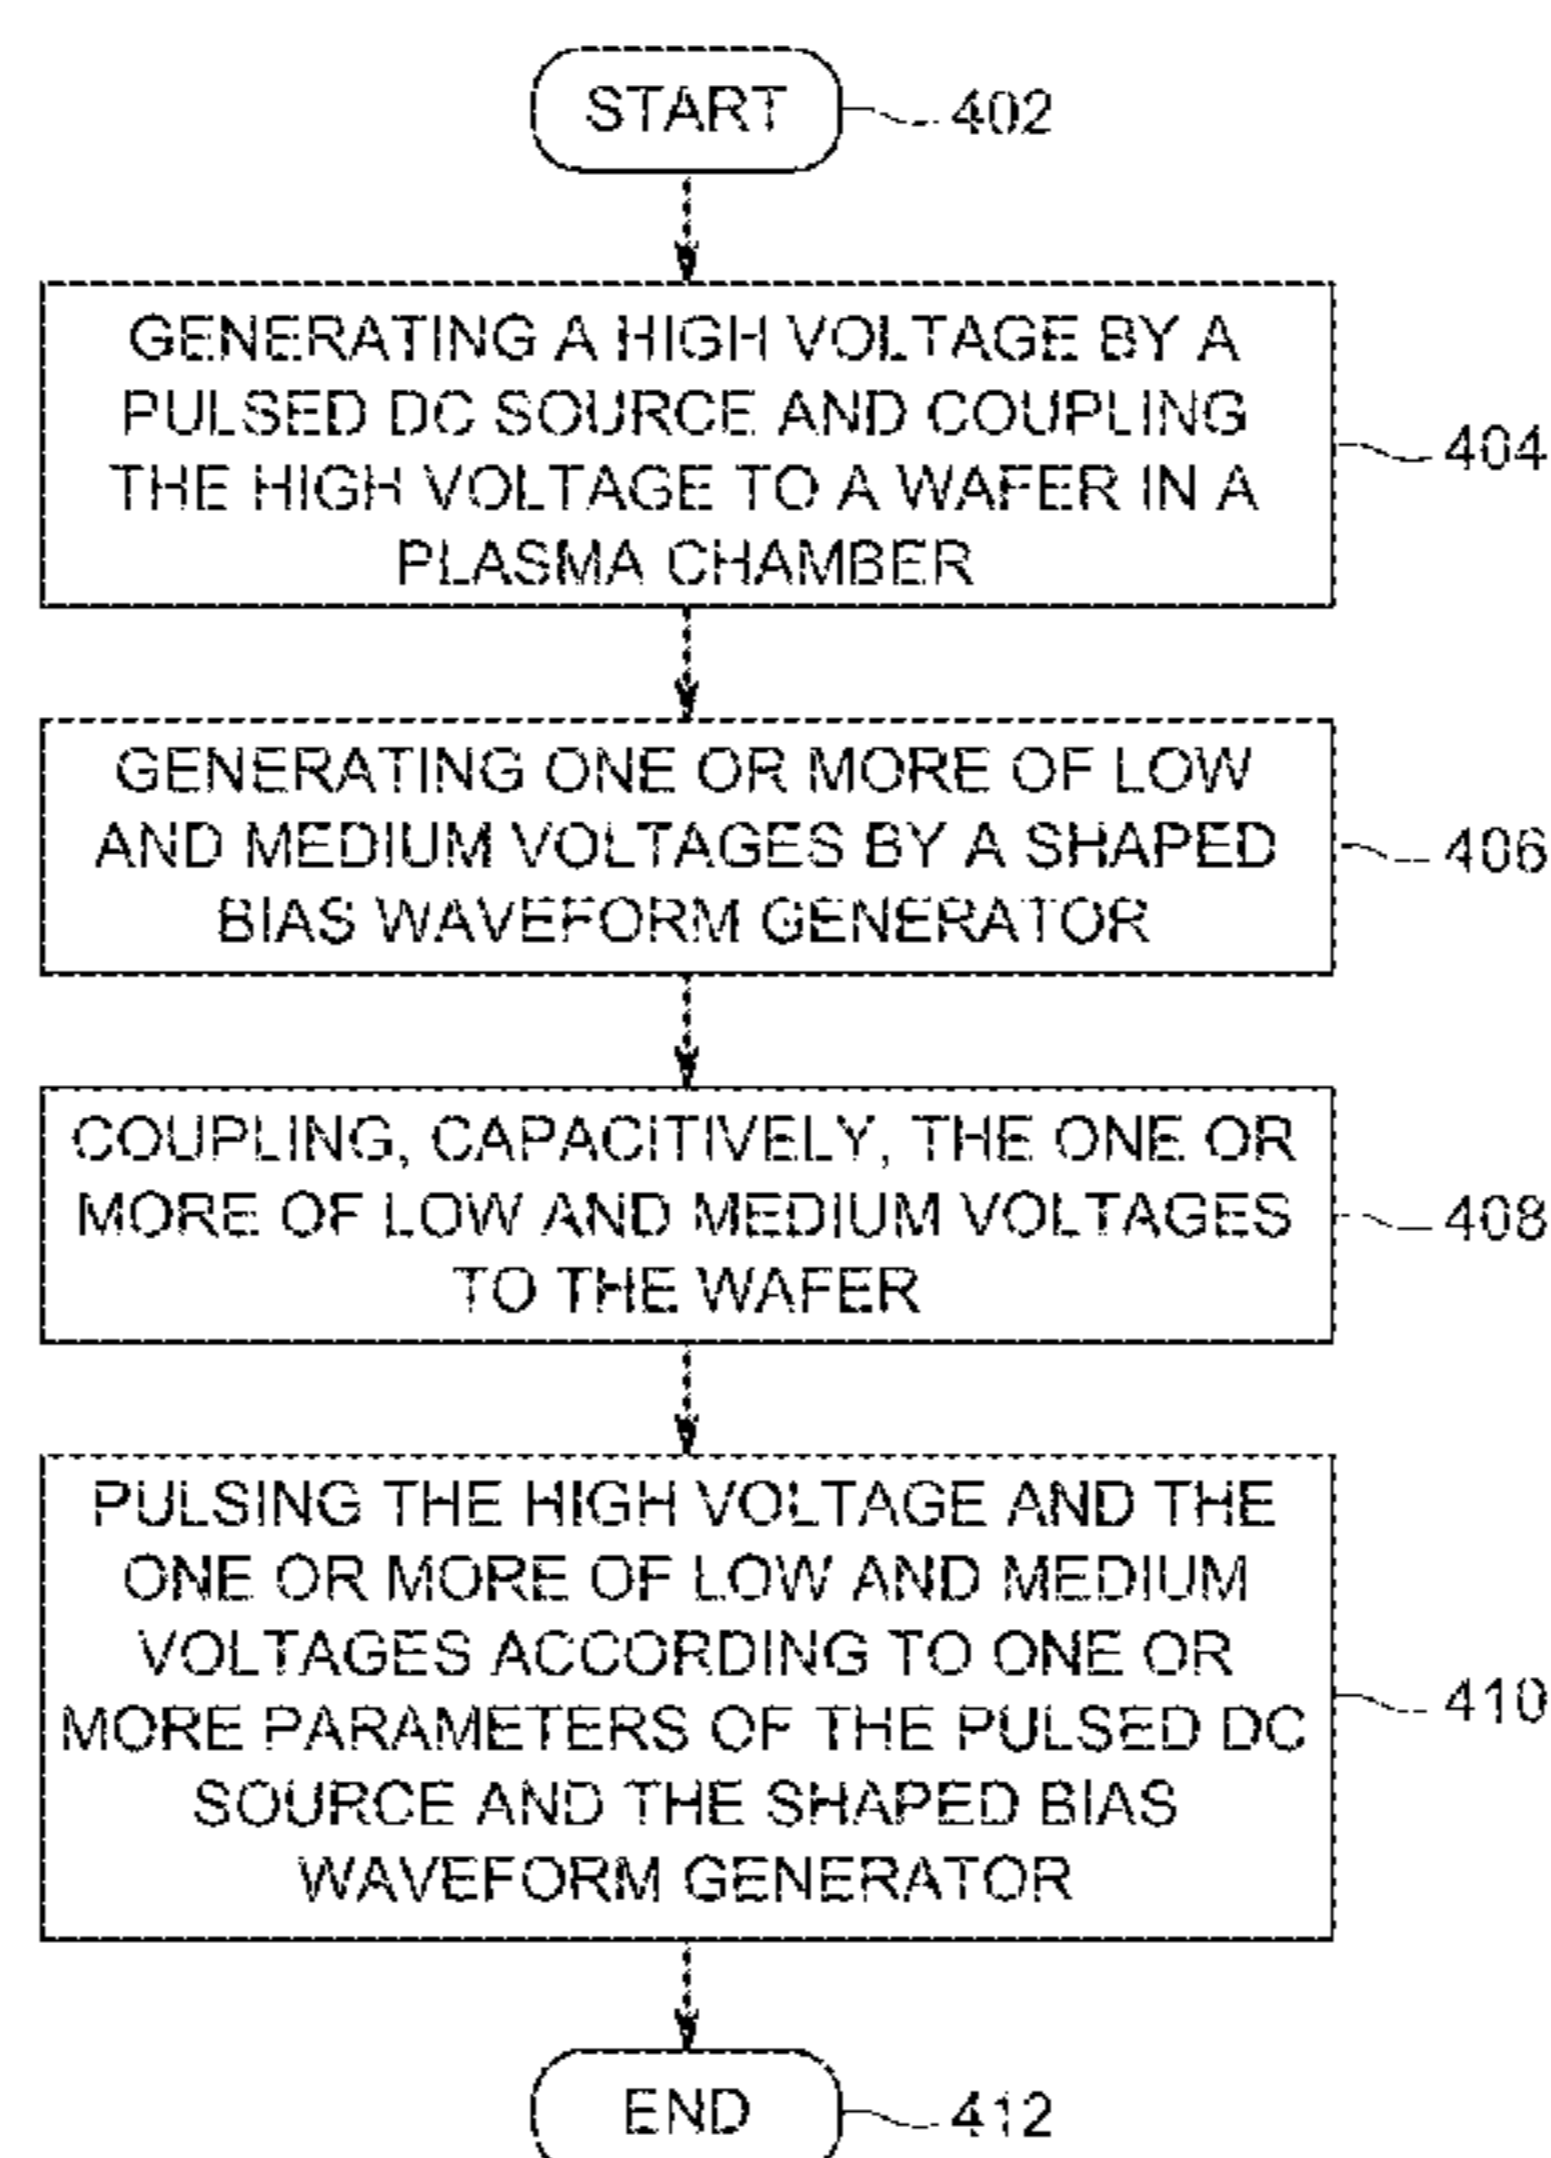 START
402
GENERATING A HIGH VOLTAGE BY A
PULSED DC SOURCE AND COUPLING
THE HIGH VOLTAGE TO A WAFER IN A
PLASMA CHAMBER
404
GENERATING ONE OR MORE OF LOW
AND MEDIUM VOLTAGES BY A SHAPED
BIAS WAVEFORM GENERATOR
406
COUPLING, CAPACITIVELY, THE ONE OR
MORE OF LOW AND MEDIUM VOLTAGES
TO THE WAFER
408
PULSING THE HIGH VOLTAGE AND THE
ONE OR MORE OF LOW AND MEDIUM
VOLTAGES ACCORDING TO ONE OR
MORE PARAMETERS OF THE PULSED DC
SOURCE AND THE SHAPED BIAS
WAVEFORM GENERATOR
410
END
412